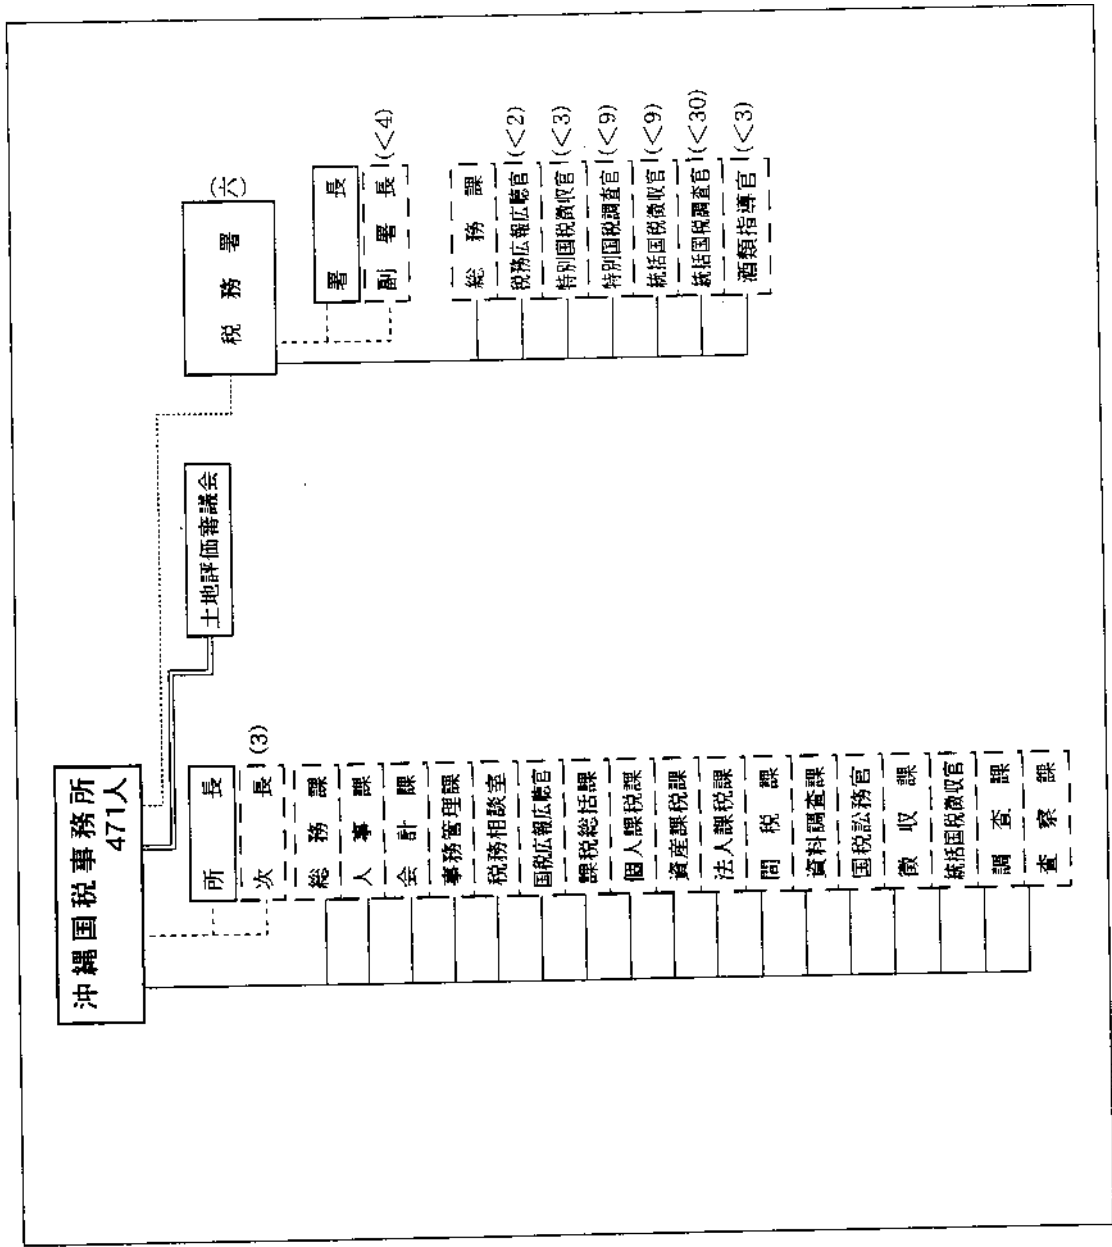 沖縄国税事務所
471人
所長
次長 (3)
総務課
人事課
会計課
事務管理課
税務相談室
国税広報広聴官
課税総括課
個人課税課
資産課税課
法人課税課
間税課
資料調査課
国税訟務官
徴収課
統括国税徴収官
調査課
査察課
土地評価審議会
税務署 (六)
署長
副署長 (<4)
総務課
税務広報広聴官 (<2)
特別国税徴収官 (<3)
特別国税調査官 (<9)
統括国税徴収官 (<9)
統括国税調査官 (<30)
酒類指導官 (<3)